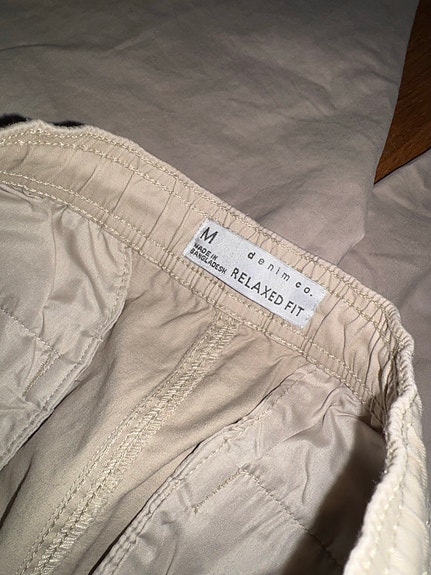 M
denim co.
MADE IN
BANGLADESH
RELAXED FIT